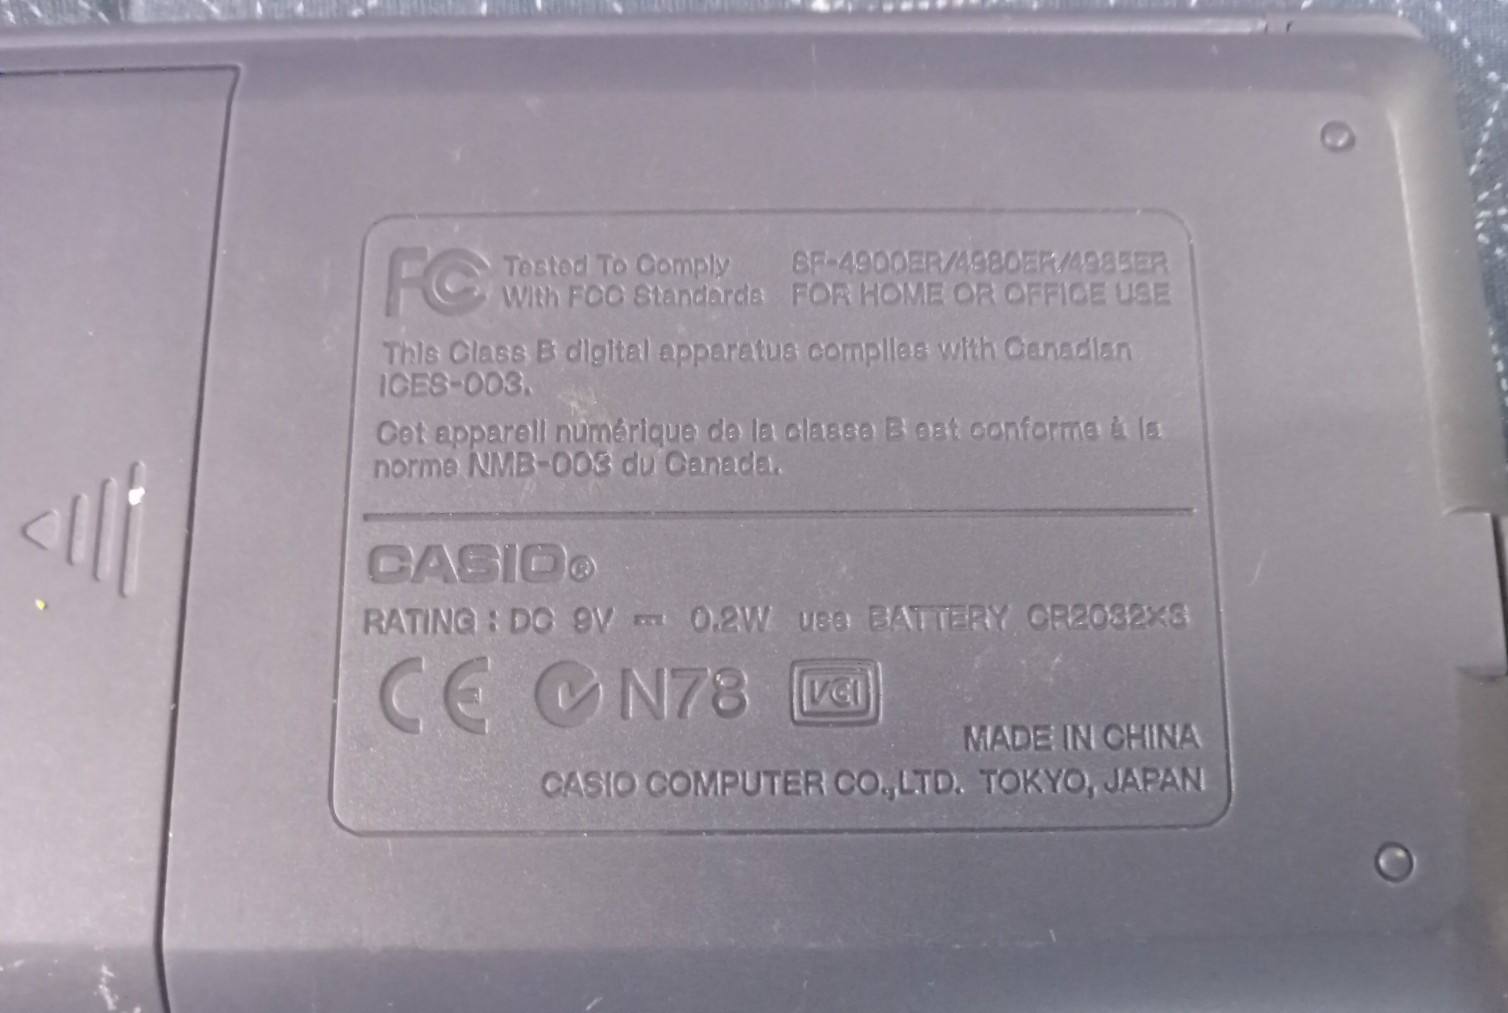 FC Tested To Comply With FCC Standards
SF-4900ER/4980ER/4985ER
FOR HOME OR OFFICE USE
This Class B digital apparatus complies with Canadian
ICES-003.
Cet appareil numérique de la classe B est conforme à la
norme NMB-003 du Canada.
CASIO®
RATING : DC 9V ⎓ 0.2W use BATTERY CR2032×3
CE N78 VCI
MADE IN CHINA
CASIO COMPUTER CO.,LTD. TOKYO, JAPAN